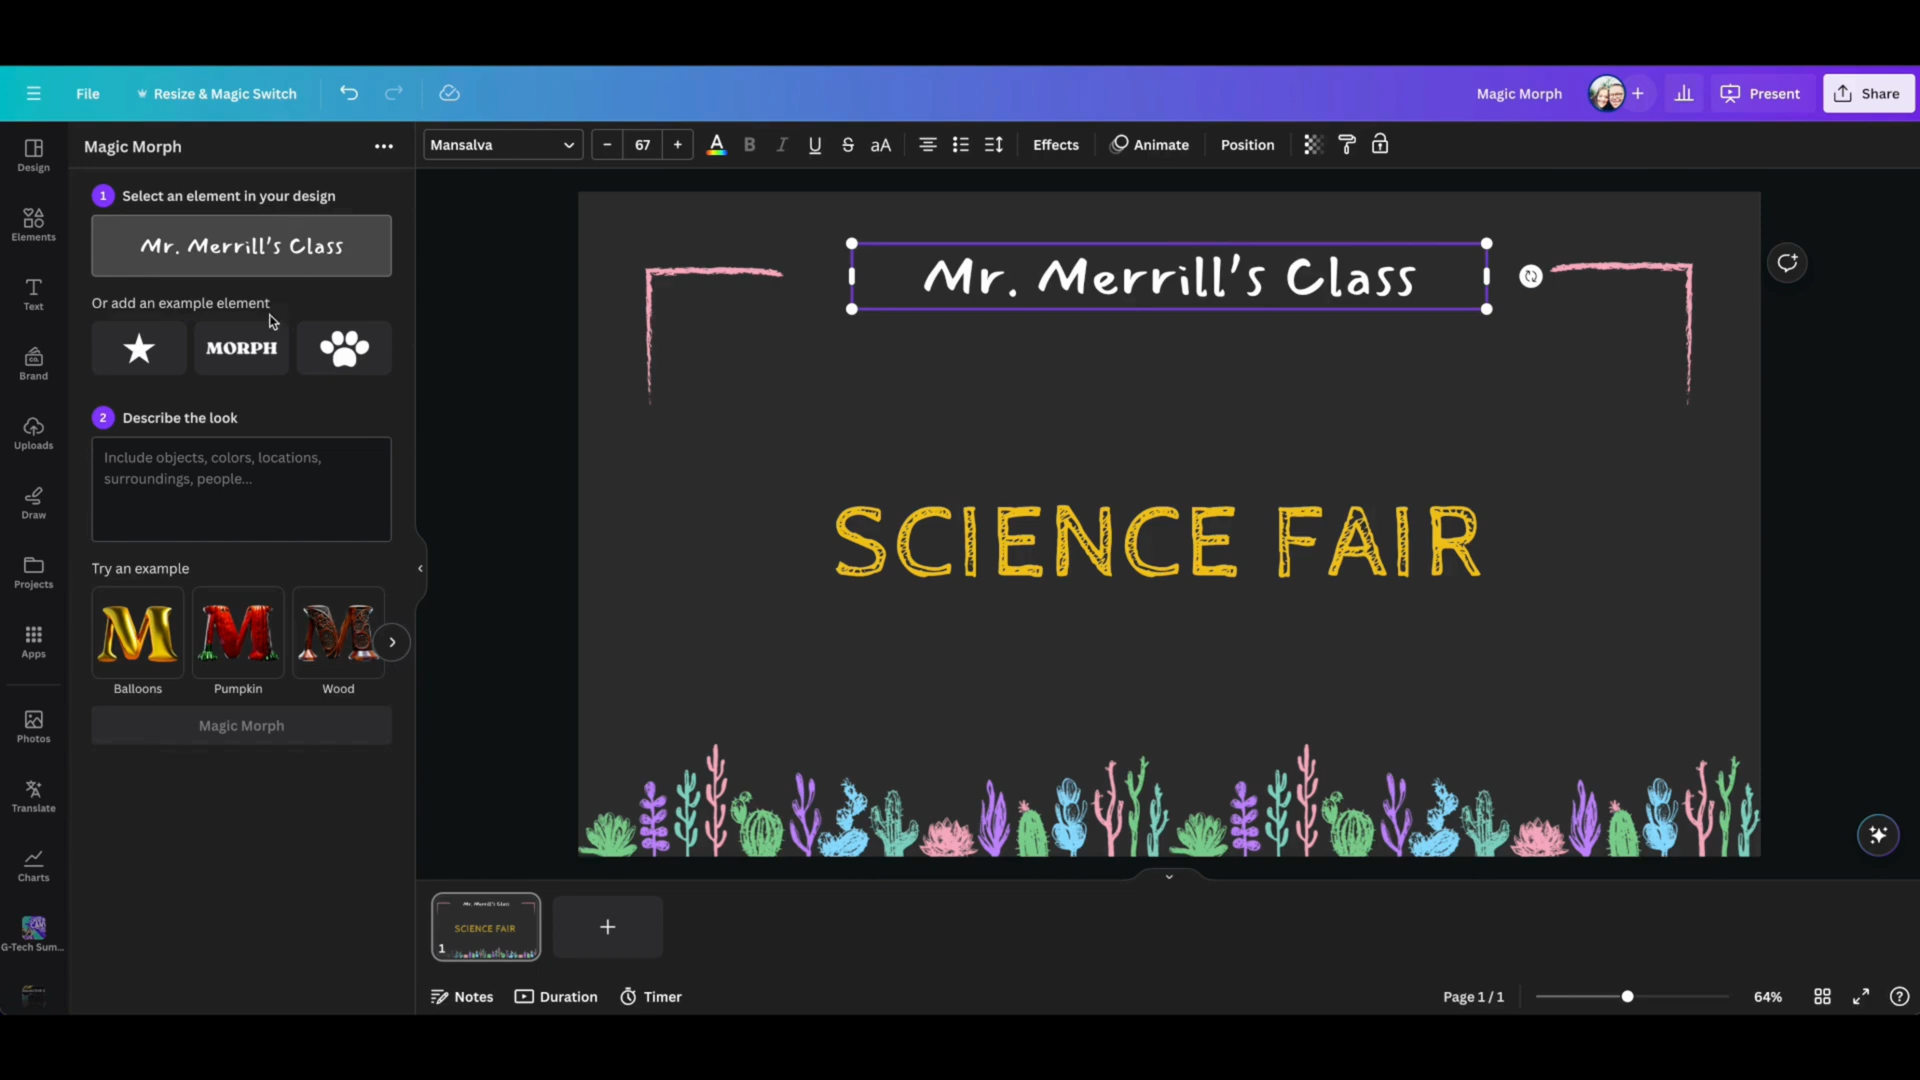 File
Resize & Magic Switch
Magic Morph
Present
Share
Design
Elements
Text
Brand
Uploads
Draw
Projects
Apps
Photos
Translate
Charts
G-Tech Sum...
Magic Morph
1 Select an element in your design
Mr. Merrill's Class
Or add an example element
MORPH
2 Describe the look
Include objects, colors, locations,
surroundings, people...
Try an example
M M M
Balloons Pumpkin Wood
Magic Morph
Mansalva
67
A B I U S aA
Effects
Animate
Position
Mr. Merrill's Class
SCIENCE FAIR
Mr. Merrill's Class
SCIENCE FAIR
1
Notes
Duration
Timer
Page 1 / 1
64%